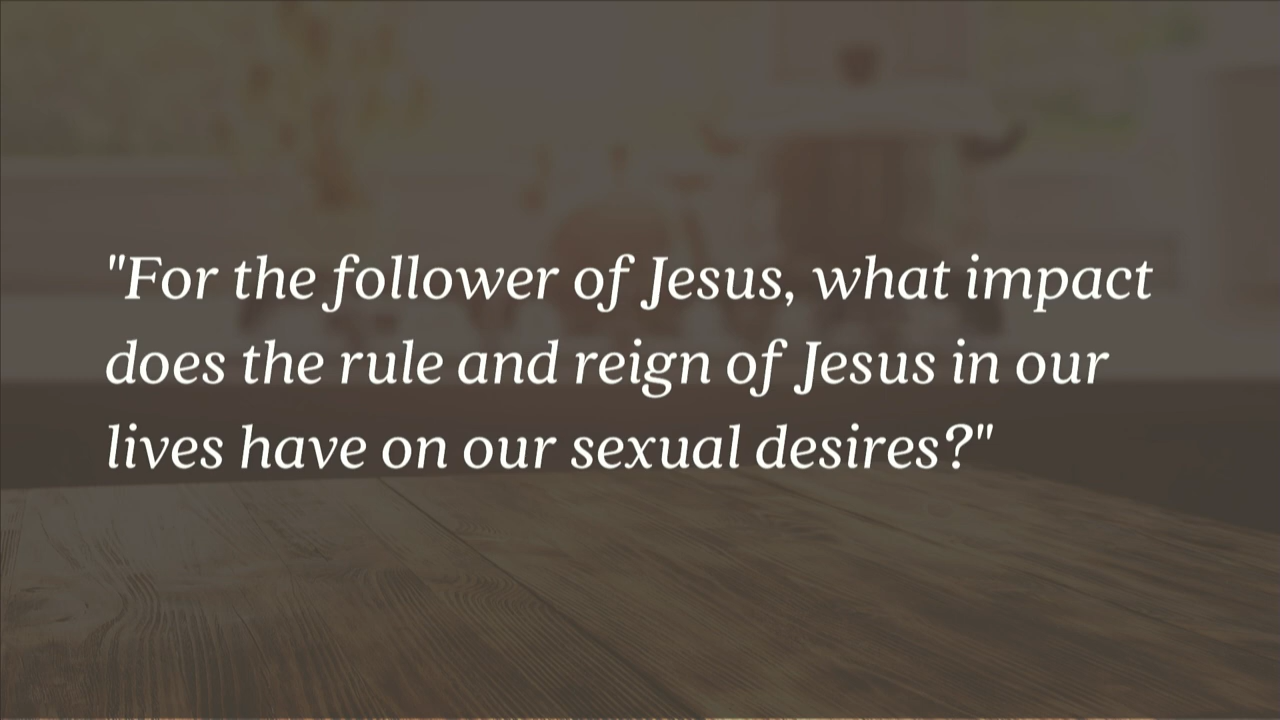 "For the follower of Jesus, what impact
does the rule and reign of Jesus in our
lives have on our sexual desires?"